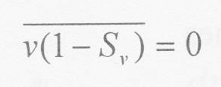 $\overline{v(1 - S_v)} = 0$